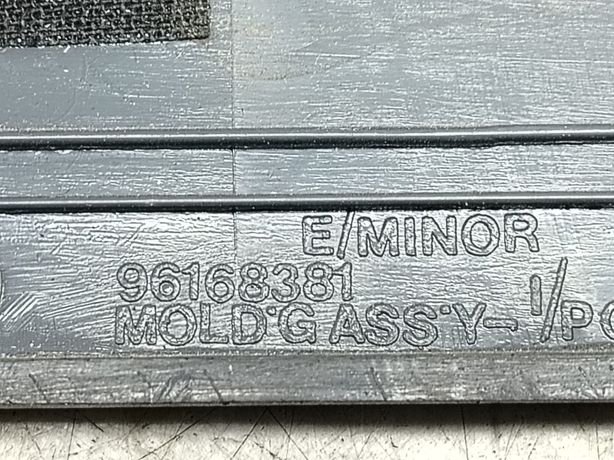 E/MINOR
96168381
MOLD'G ASS'Y-I/P